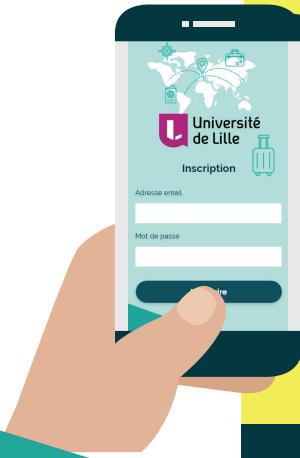 Université
de Lille
Inscription
Adresse email
Mot de passe